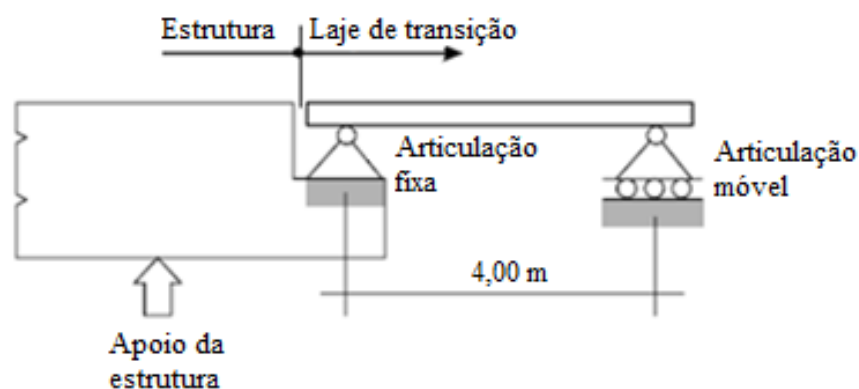 Estrutura
Laje de transição
Articulação
fixa
Articulação
móvel
4,00 m
Apoio da
estrutura